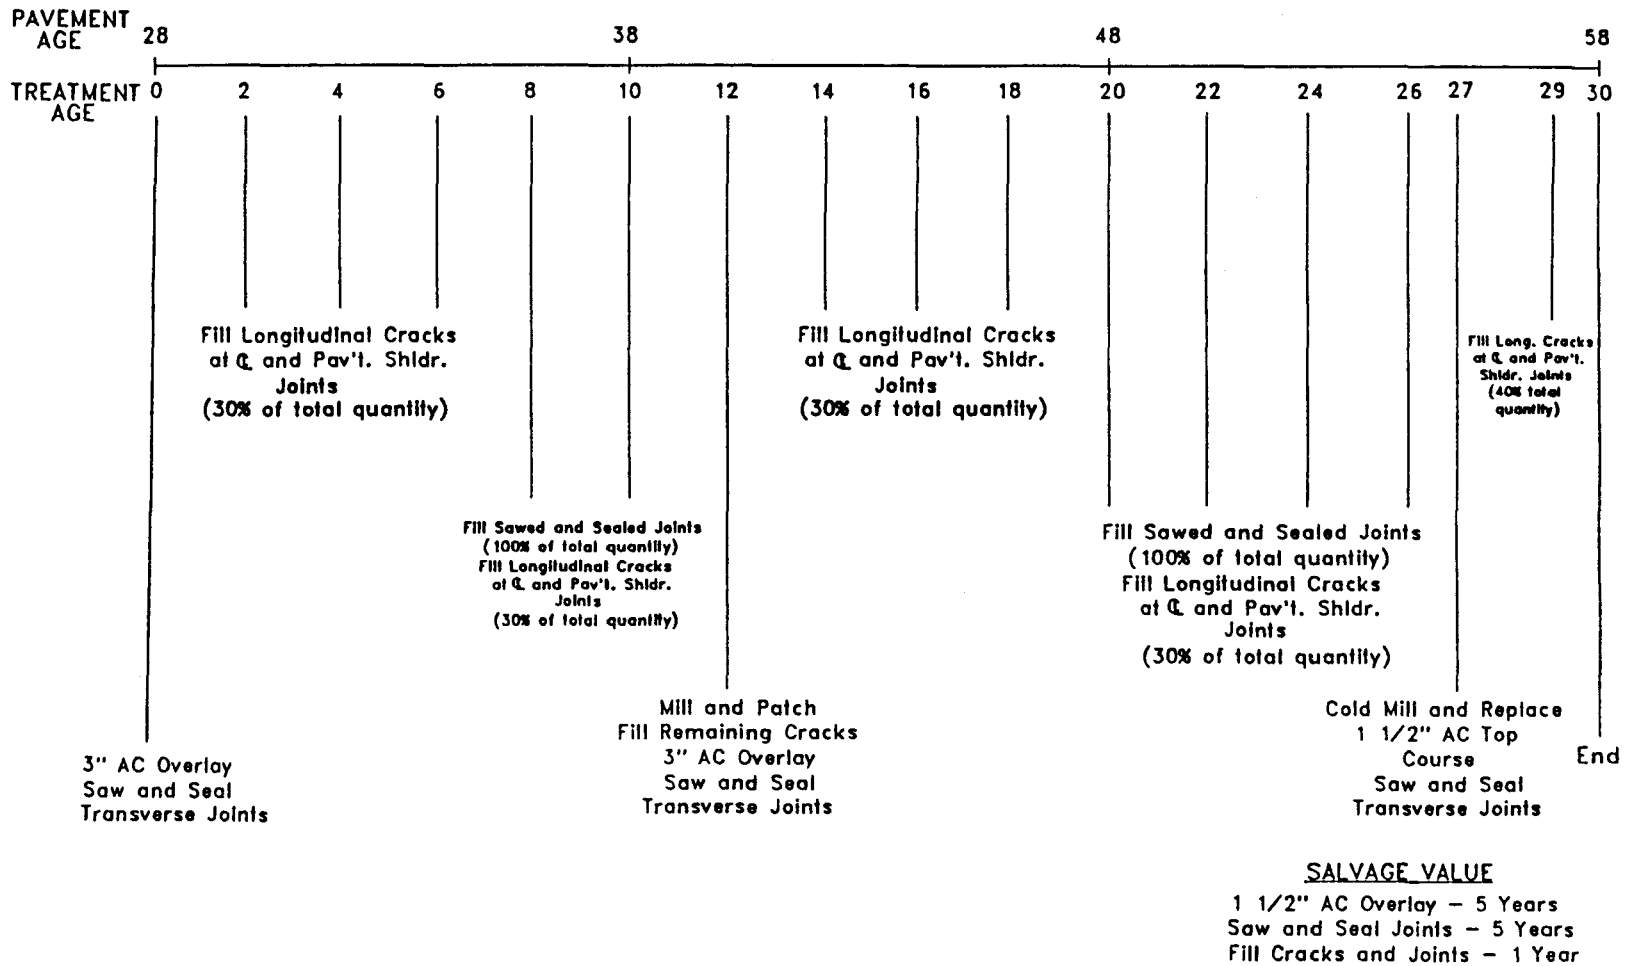 PAVEMENT
AGE
28 38 48 58
TREATMENT
AGE
0 2 4 6 8 10 12 14 16 18 20 22 24 26 27 29 30
Fill Longitudinal Cracks
at ℄ and Pav't. Shldr.
Joints
(30% of total quantity)
Fill Longitudinal Cracks
at ℄ and Pav't. Shldr.
Joints
(30% of total quantity)
Fill Long. Cracks
at ℄ and Pav't.
Shldr. Joints
(40% total
quantity)
Fill Sawed and Sealed Joints
(100% of total quantity)
Fill Longitudinal Cracks
at ℄ and Pav't. Shldr.
Joints
(30% of total quantity)
Fill Sawed and Sealed Joints
(100% of total quantity)
Fill Longitudinal Cracks
at ℄ and Pav't. Shldr.
Joints
(30% of total quantity)
3" AC Overlay
Saw and Seal
Transverse Joints
Mill and Patch
Fill Remaining Cracks
3" AC Overlay
Saw and Seal
Transverse Joints
Cold Mill and Replace
1 1/2" AC Top
Course
Saw and Seal
Transverse Joints
End
SALVAGE VALUE
1 1/2" AC Overlay – 5 Years
Saw and Seal Joints – 5 Years
Fill Cracks and Joints – 1 Year